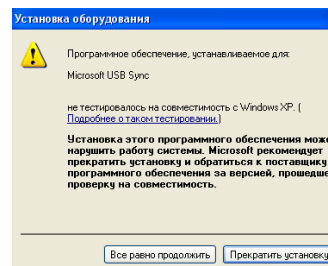 Установка оборудования
Программное обеспечение, устанавливаемое для:
Microsoft USB Sync
не тестировалось на совместимость с Windows XP. (
Подробнее о таком тестировании.)
Установка этого программного обеспечения може
нарушить работу системы. Microsoft рекомендует
прекратить установку и обратиться к поставщику
программного обеспечения за версией, прошедше
проверку на совместимость.
Все равно продолжить
Прекратить установку